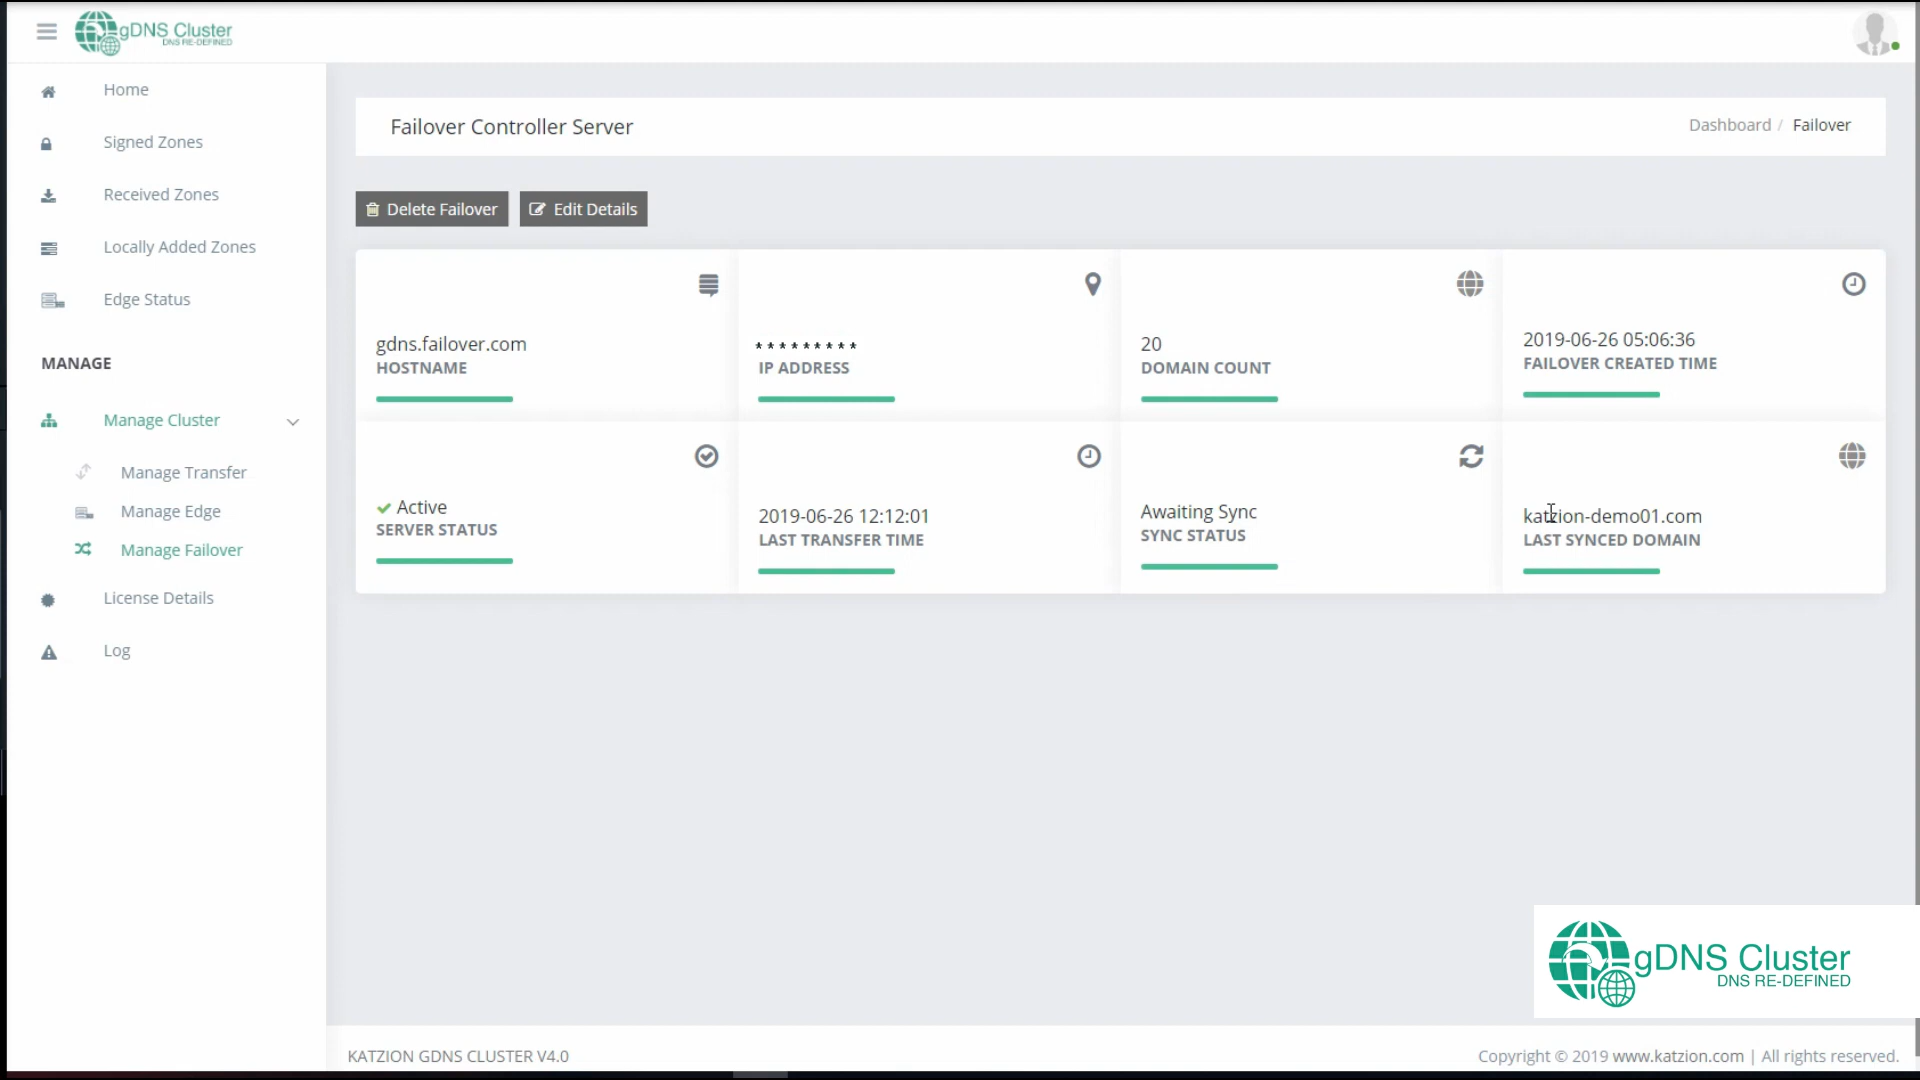 gDNS Cluster
DNS RE-DEFINED
Home
Signed Zones
Received Zones
Locally Added Zones
Edge Status
MANAGE
Manage Cluster
Manage Transfer
Manage Edge
Manage Failover
License Details
Log
Failover Controller Server
Dashboard / Failover
Delete Failover
Edit Details
gdns.failover.com
HOSTNAME
*********
IP ADDRESS
20
DOMAIN COUNT
2019-06-26 05:06:36
FAILOVER CREATED TIME
Active
SERVER STATUS
2019-06-26 12:12:01
LAST TRANSFER TIME
Awaiting Sync
SYNC STATUS
katzion-demo01.com
LAST SYNCED DOMAIN
gDNS Cluster
DNS RE-DEFINED
KATZION GDNS CLUSTER V4.0
Copyright © 2019 www.katzion.com | All rights reserved.